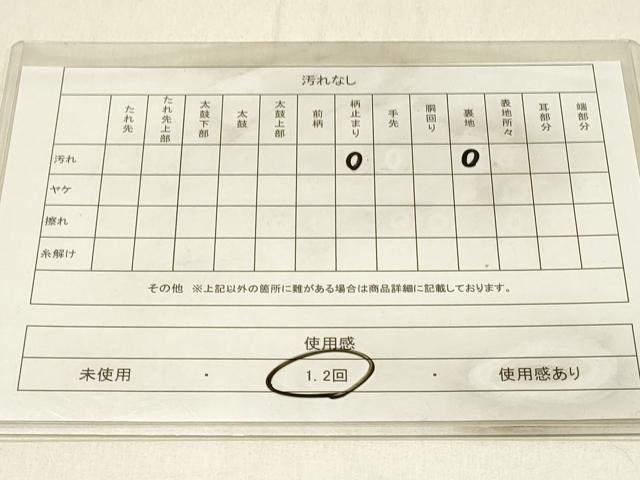 汚れなし
たれ先 たれ先上部 太鼓下部 太鼓 太鼓上部 前柄 柄止まり 手先 胴回り 裏地 表地所々 耳部分 端部分
汚れ O O
ヤケ
擦れ
糸解け
その他 ※上記以外の箇所に難がある場合は商品詳細に記載しております。
使用感
未使用 ・ 1.2回 ・ 使用感あり